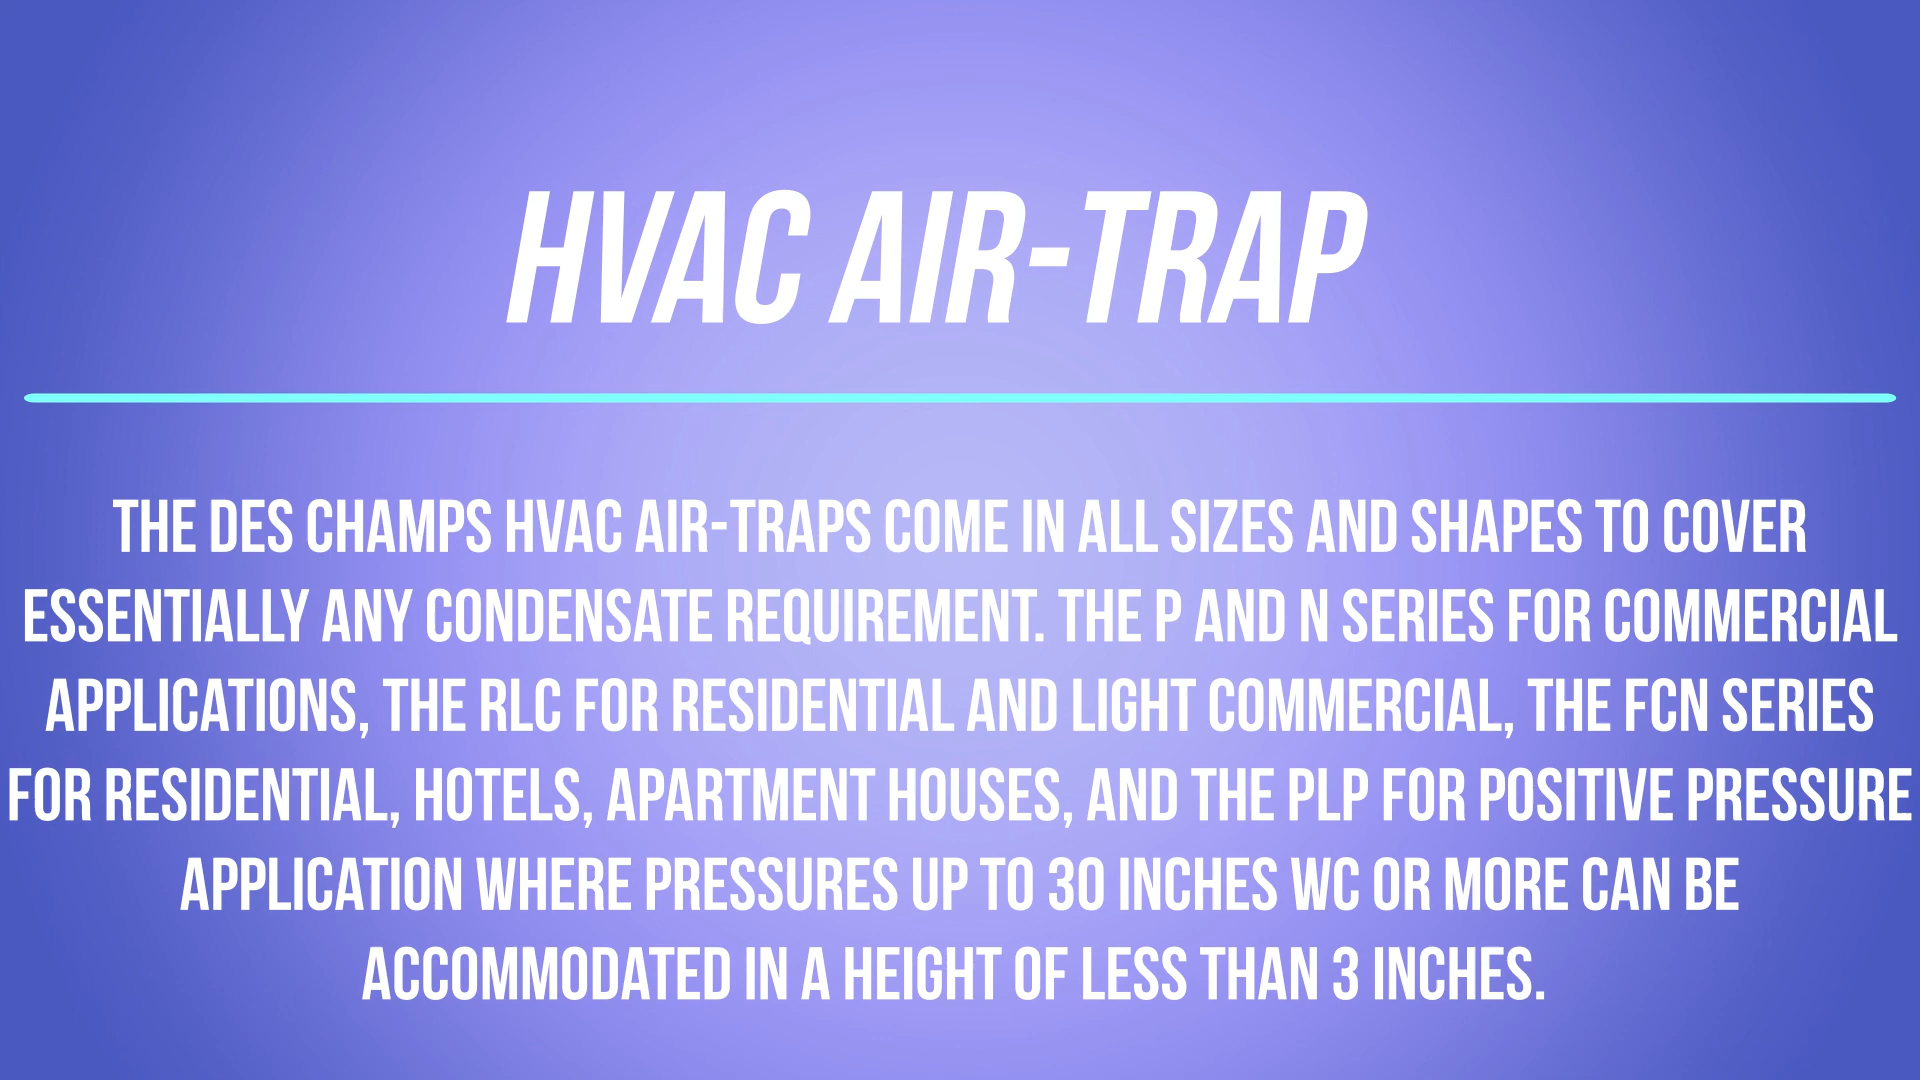 HVAC AIR-TRAP
THE DES CHAMPS HVAC AIR-TRAPS COME IN ALL SIZES AND SHAPES TO COVER
ESSENTIALLY ANY CONDENSATE REQUIREMENT. THE P AND N SERIES FOR COMMERCIAL
APPLICATIONS, THE RLC FOR RESIDENTIAL AND LIGHT COMMERCIAL, THE FCN SERIES
FOR RESIDENTIAL, HOTELS, APARTMENT HOUSES, AND THE PLP FOR POSITIVE PRESSURE
APPLICATION WHERE PRESSURES UP TO 30 INCHES WC OR MORE CAN BE
ACCOMMODATED IN A HEIGHT OF LESS THAN 3 INCHES.